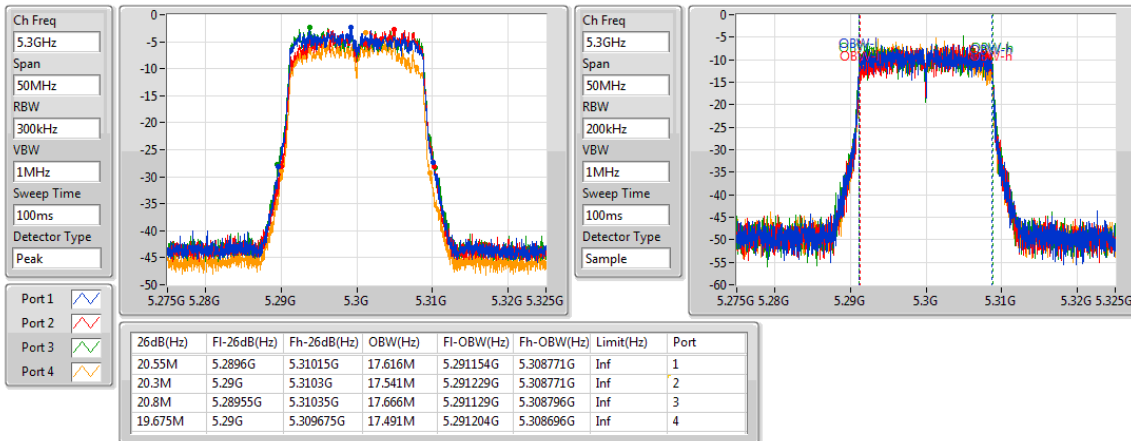 Ch Freq
5.3GHz
Span
50MHz
RBW
300kHz
VBW
1MHz
Sweep Time
100ms
Detector Type
Peak
0
-5
-10
-15
-20
-25
-30
-35
-40
-45
-50
5.275G 5.28G 5.29G 5.3G 5.31G 5.32G 5.325G
Ch Freq
5.3GHz
Span
50MHz
RBW
200kHz
VBW
1MHz
Sweep Time
100ms
Detector Type
Sample
0
-5
-10
-15
-20
-25
-30
-35
-40
-45
-50
-55
-60
5.275G 5.28G 5.29G 5.3G 5.31G 5.32G 5.325G
Port 1
Port 2
Port 3
Port 4
26dB(Hz) Fl-26dB(Hz) Fh-26dB(Hz) OBW(Hz) Fl-OBW(Hz) Fh-OBW(Hz) Limit(Hz) Port
20.55M 5.2896G 5.31015G 17.616M 5.291154G 5.308771G Inf 1
20.3M 5.29G 5.3103G 17.541M 5.291229G 5.308771G Inf 2
20.8M 5.28955G 5.31035G 17.666M 5.291129G 5.308796G Inf 3
19.675M 5.29G 5.309675G 17.491M 5.291204G 5.308696G Inf 4